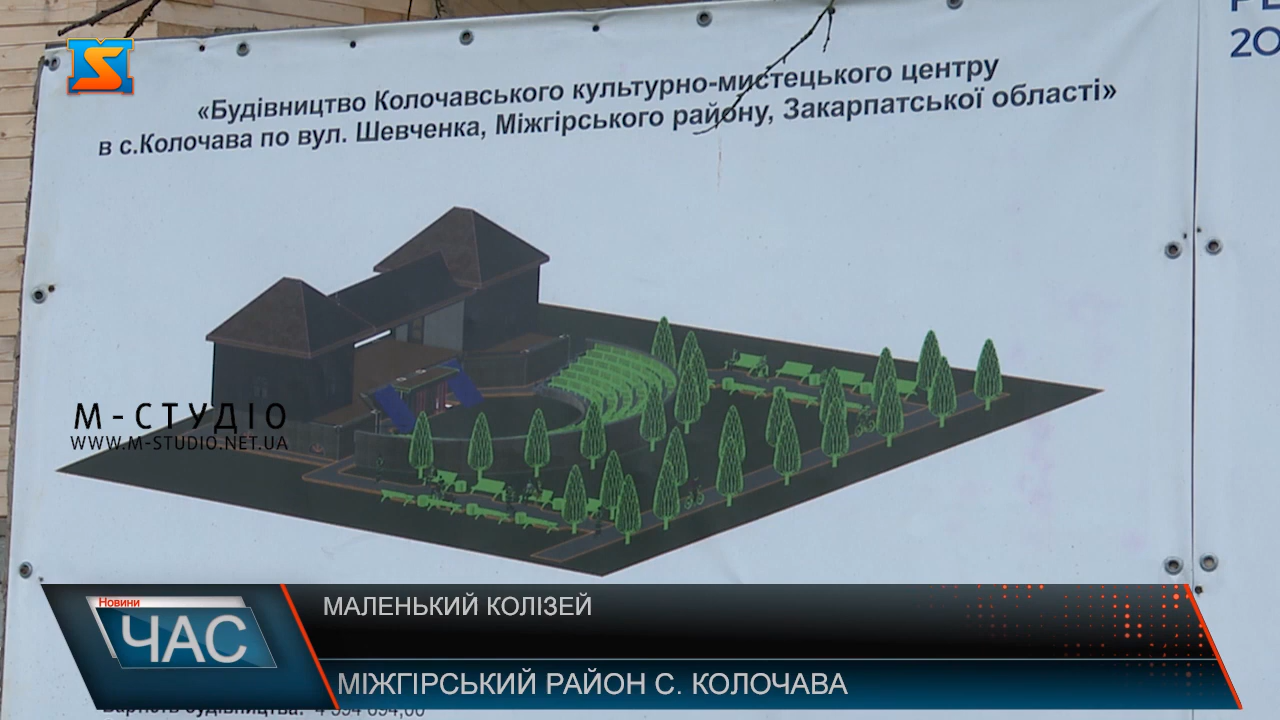 «Будівництво Колочавського культурно-мистецького центру
в с.Колочава по вул. Шевченка, Міжгірського району, Закарпатської області»
20
М-СТУДІО
WWW.M-STUDIO.NET.UA
Новини
ЧАС
МАЛЕНЬКИЙ КОЛІЗЕЙ
МІЖГІРСЬКИЙ РАЙОН С. КОЛОЧАВА